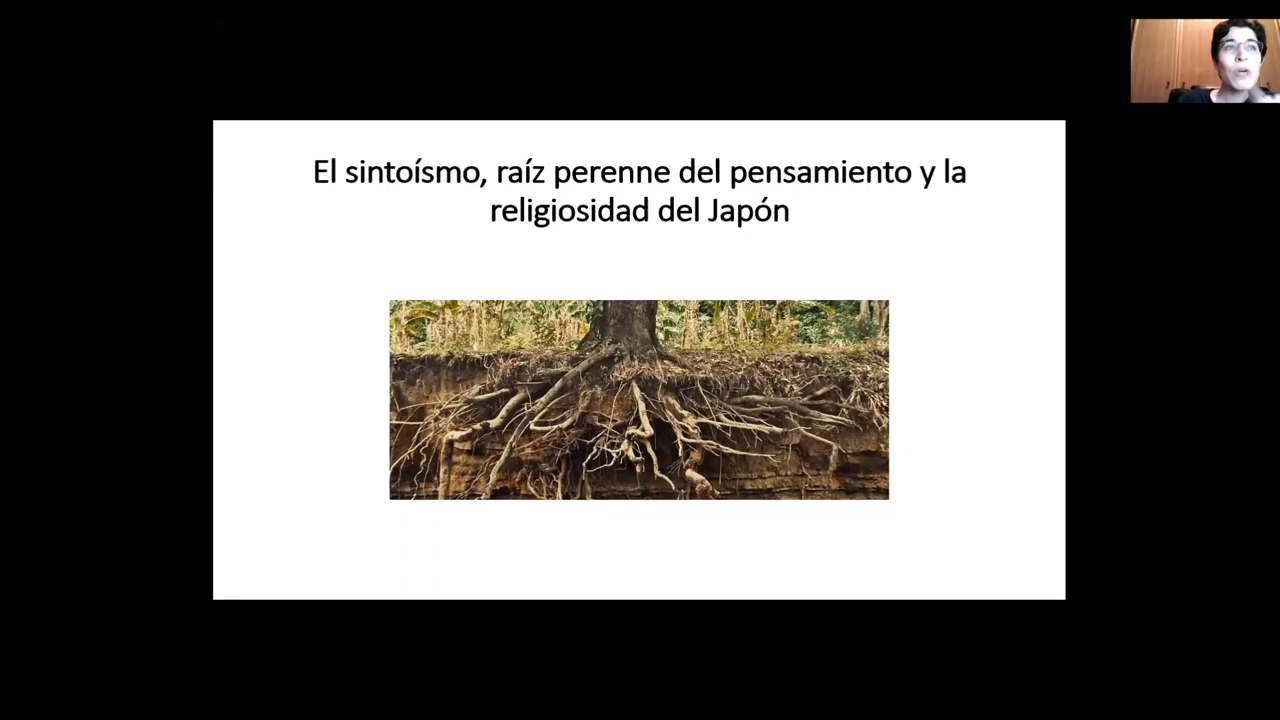 El sintoísmo, raíz perenne del pensamiento y la
religiosidad del Japón